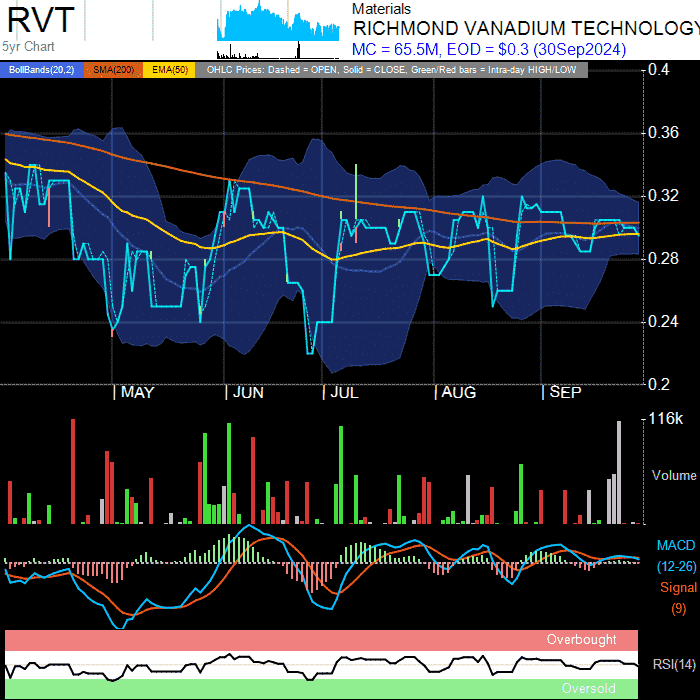 RVT
5yr Chart
Materials
RICHMOND VANADIUM TECHNOLOGY
MC = 65.5M, EOD = $0.3 (30Sep2024)
BollBands(20,2) SMA(200) EMA(50) OHLC Prices: Dashed = OPEN, Solid = CLOSE, Green/Red bars = Intra-day HIGH/LOW
0.4
0.36
0.32
0.28
0.24
0.2
MAY JUN JUL AUG SEP
116k
Volume
MACD
(12-26)
Signal
(9)
Overbought
RSI(14)
Oversold